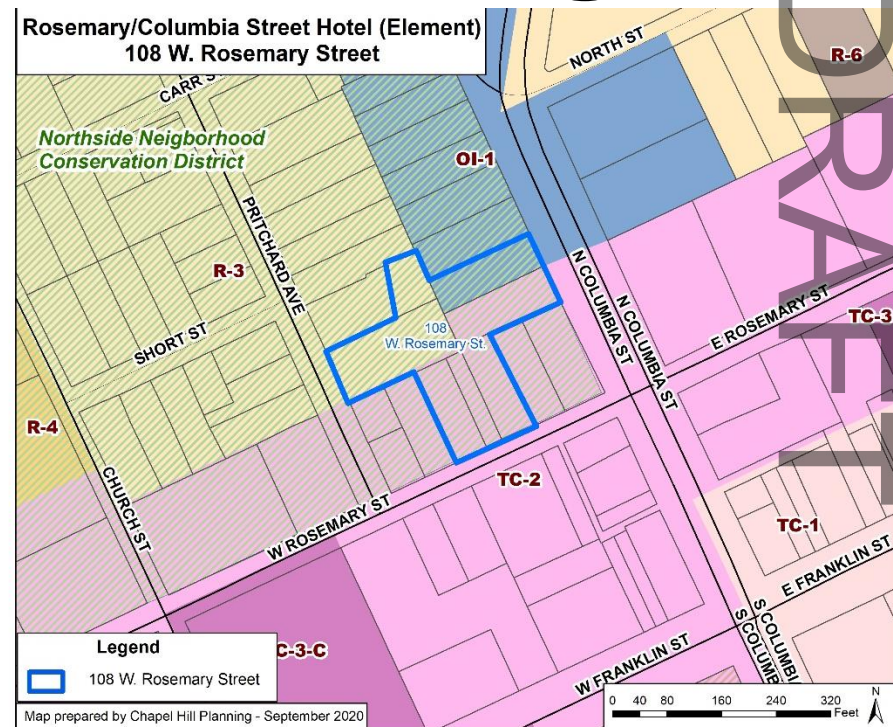 Rosemary/Columbia Street Hotel (Element)
108 W. Rosemary Street
NORTH ST
R-6
CARR S
Northside Neigborhood
Conservation District
OI-1
PRITCHARD AVE
R-3
N COLUMBIA ST
N COLUMBIA ST
E ROSEMARY ST
TC-3
SHORT ST
108
W. Rosemary St.
R-4
CHURCH ST
TC-2
W ROSEMARY ST
TC-1
E FRANKLIN ST
C-3-C
S COLUMB
S COLUMBI
W FRANKLIN ST
Legend
108 W. Rosemary Street
0 40 80 160 240 320
Feet
N
Map prepared by Chapel Hill Planning - September 2020
DRAFT